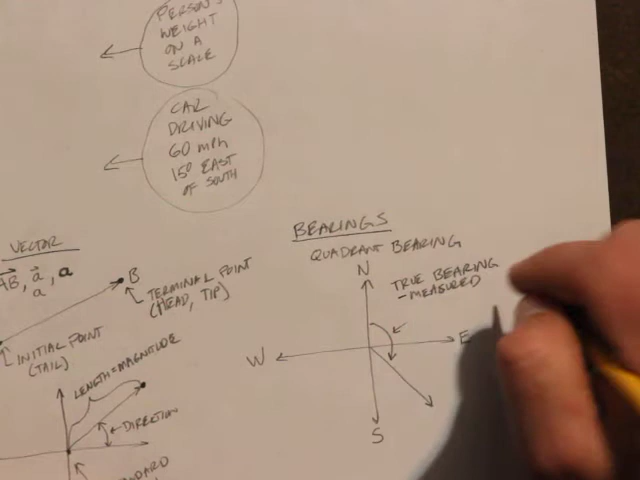 PERSON'S
WEIGHT
ON A
SCALE
CAR
DRIVING
60 mph
15° EAST
OF SOUTH
VECTOR
AB, a, a
a
B
TERMINAL POINT
(HEAD, TIP)
INITIAL POINT
(TAIL)
LENGTH=MAGNITUDE
DIRECTION
BEARINGS
QUADRANT BEARING
N
TRUE BEARING
-MEASURED
W
E
S